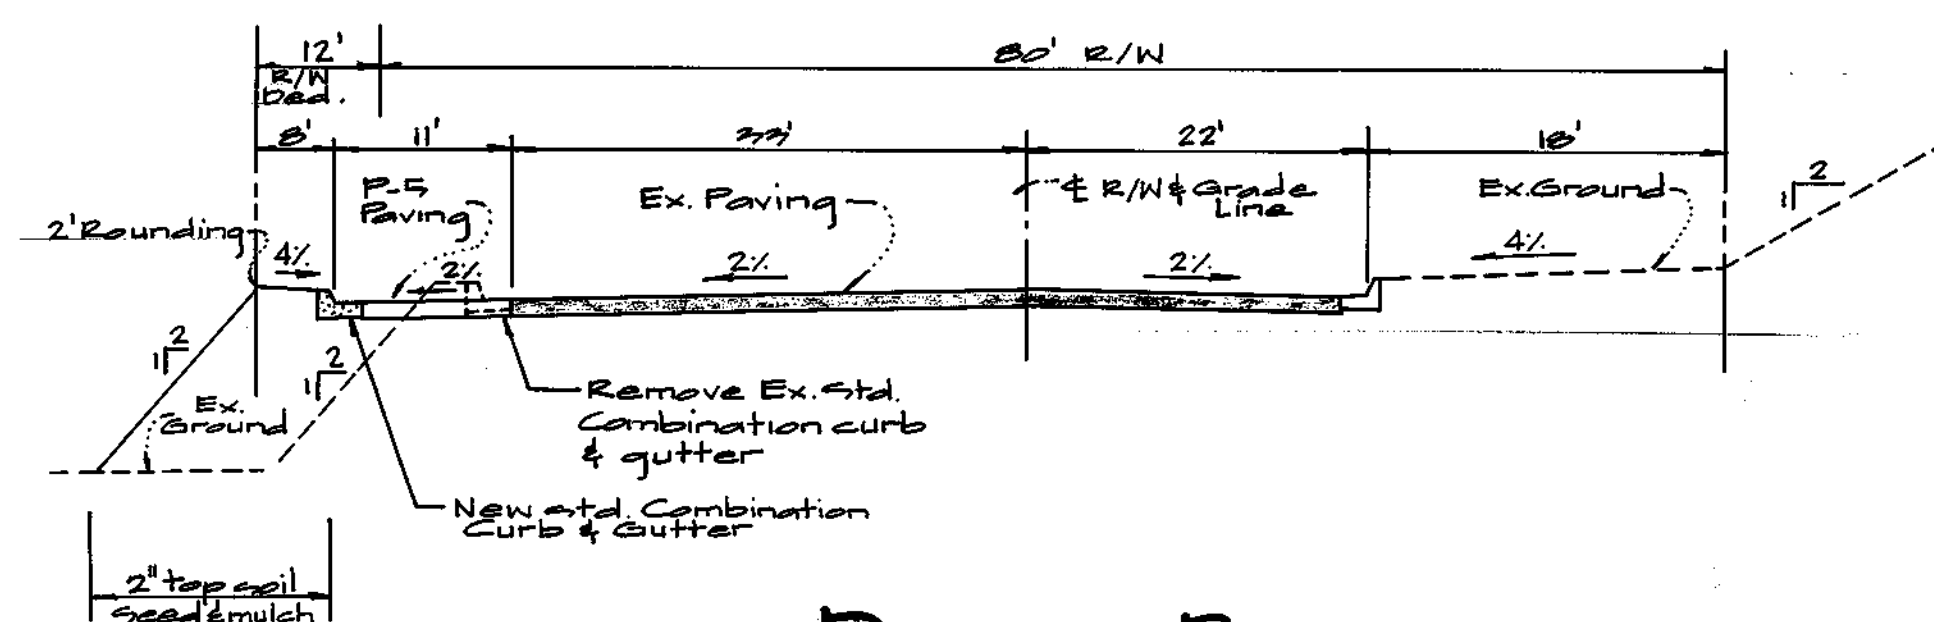 12'
R/W
Ded.
80' R/W
8'
11'
33'
22'
18'
P-5
Paving
Ex. Paving
℄ R/W & Grade
Line
Ex. Ground
1
2
2' Rounding
4%
2%
2%
2%
4%
1
2
1
2
Ex.
Ground
Remove Ex. Std.
Combination curb
& gutter
New std. Combination
Curb & Gutter
2" top soil
seed & mulch